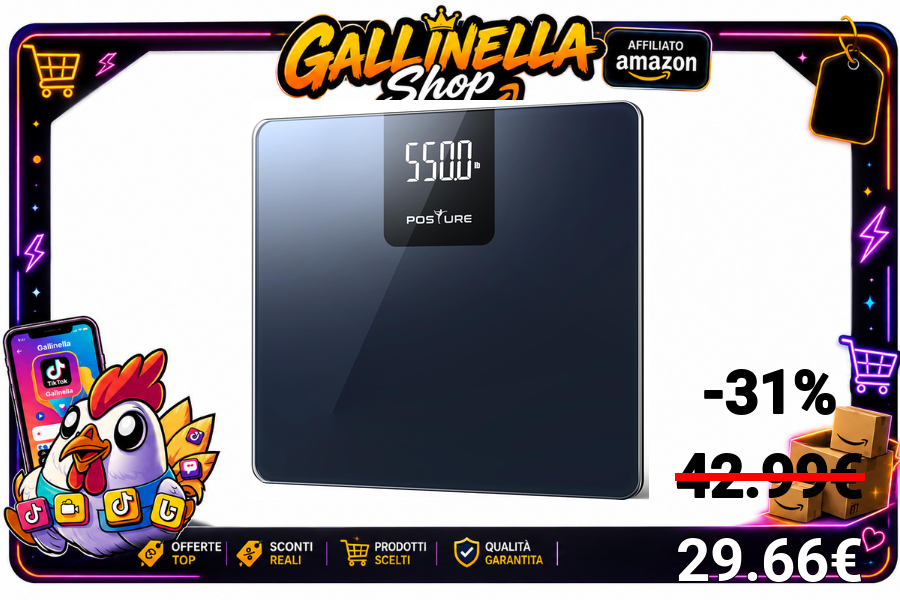 GALLINELLA
Shop
AFFILIATO
amazon
550.0 lb
POSTURE
Gallinella
TikTok
Gallinella
-31%
42.99€
29.66€
OFFERTE
TOP
SCONTI
REALI
PRODOTTI
SCELTI
QUALITÀ
GARANTITA